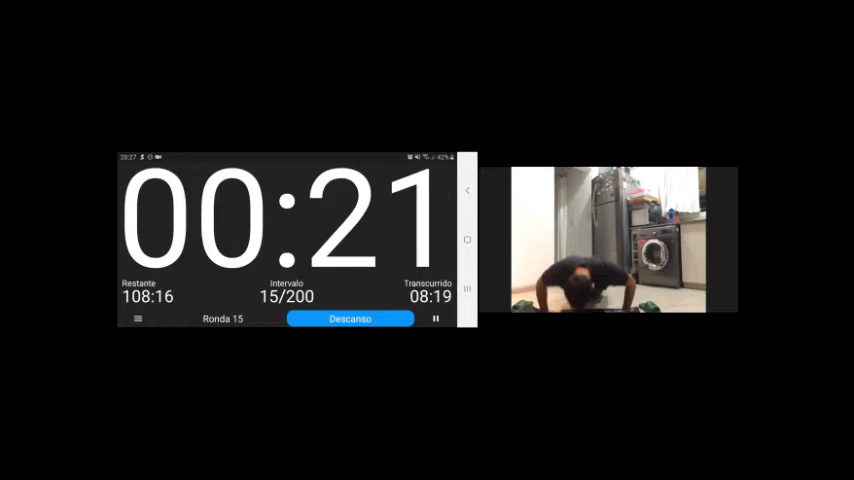 20:27
42%
00:21
Restante Intervalo Transcurrido
108:16 15/200 08:19
Ronda 15 Descanso